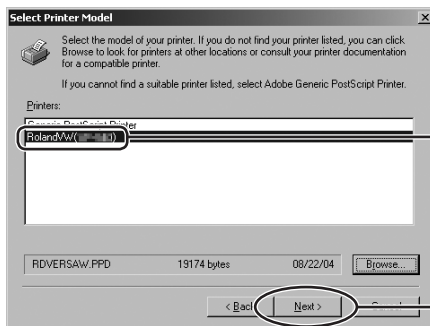 Select Printer Model
Select the model of your printer. If you do not find your printer listed, you can click
Browse to look for printers at other locations or consult your printer documentation
for a compatible printer.
If you cannot find a suitable printer listed, select Adobe Generic PostScript Printer.
Printers:
Generic PostScript Printer
RolandVW(
RDVERSAW.PPD 19174 bytes 08/22/04 Browse...
< Back Next > Cancel